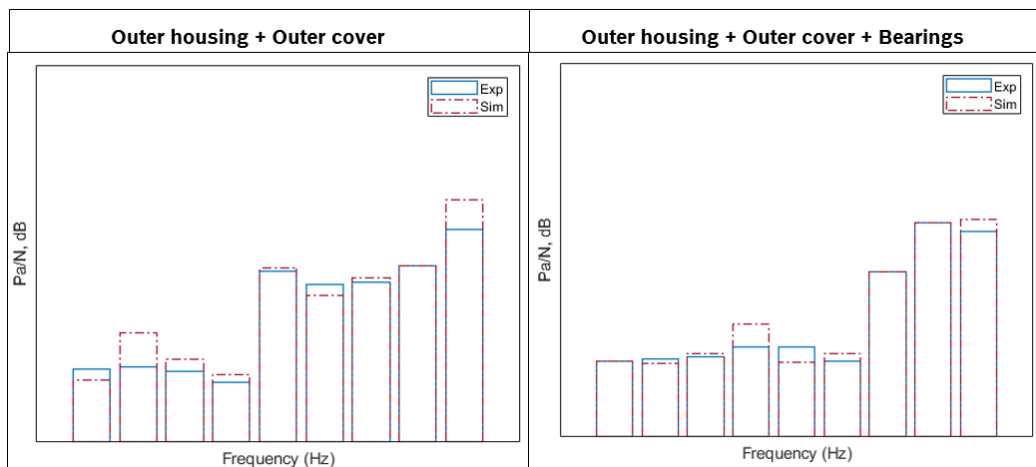 Outer housing + Outer cover
Outer housing + Outer cover + Bearings
Exp
Sim
Pa/N, dB
Frequency (Hz)
Exp
Sim
Pa/N, dB
Frequency (Hz)